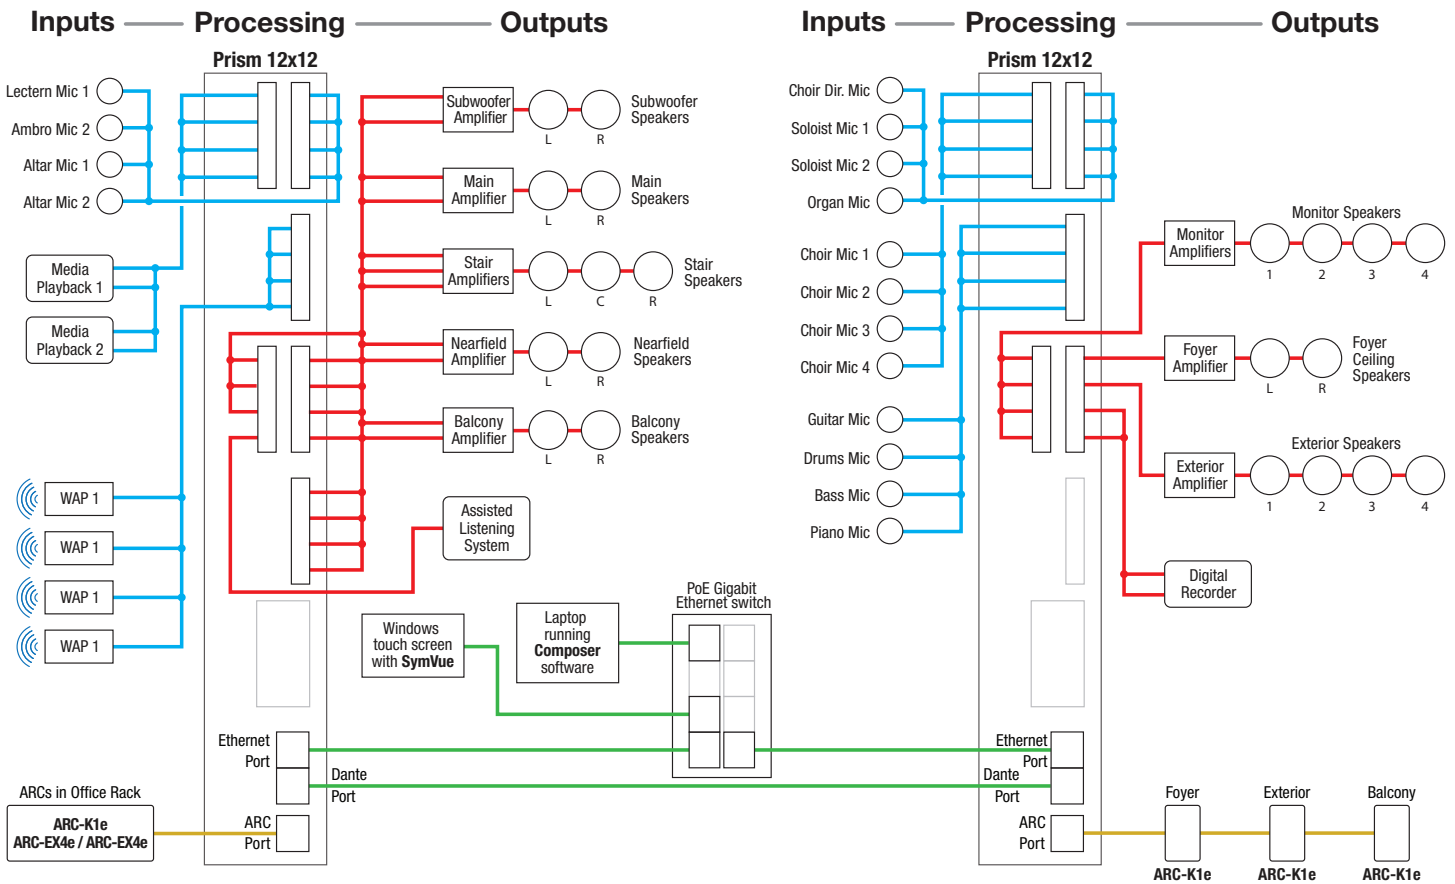 Inputs
Processing
Outputs
Prism 12x12
Lectern Mic 1
Ambro Mic 2
Altar Mic 1
Altar Mic 2
Media
Playback 1
Media
Playback 2
WAP 1
WAP 1
WAP 1
WAP 1
Subwoofer
Amplifier
L
R
Subwoofer
Speakers
Main
Amplifier
L
R
Main
Speakers
Stair
Amplifiers
L
C
R
Stair
Speakers
Nearfield
Amplifier
L
R
Nearfield
Speakers
Balcony
Amplifier
L
R
Balcony
Speakers
Assisted
Listening
System
Windows
touch screen
with SymVue
Laptop
running
Composer
software
PoE Gigabit
Ethernet switch
Ethernet
Port
Dante
Port
ARC
Port
ARCs in Office Rack
ARC-K1e
ARC-EX4e / ARC-EX4e
Inputs
Processing
Outputs
Prism 12x12
Choir Dir. Mic
Soloist Mic 1
Soloist Mic 2
Organ Mic
Choir Mic 1
Choir Mic 2
Choir Mic 3
Choir Mic 4
Guitar Mic
Drums Mic
Bass Mic
Piano Mic
Monitor
Amplifiers
Monitor Speakers
1
2
3
4
Foyer
Amplifier
L
R
Foyer
Ceiling
Speakers
Exterior
Amplifier
Exterior Speakers
1
2
3
4
Digital
Recorder
Ethernet
Port
Dante
Port
ARC
Port
Foyer
Exterior
Balcony
ARC-K1e
ARC-K1e
ARC-K1e